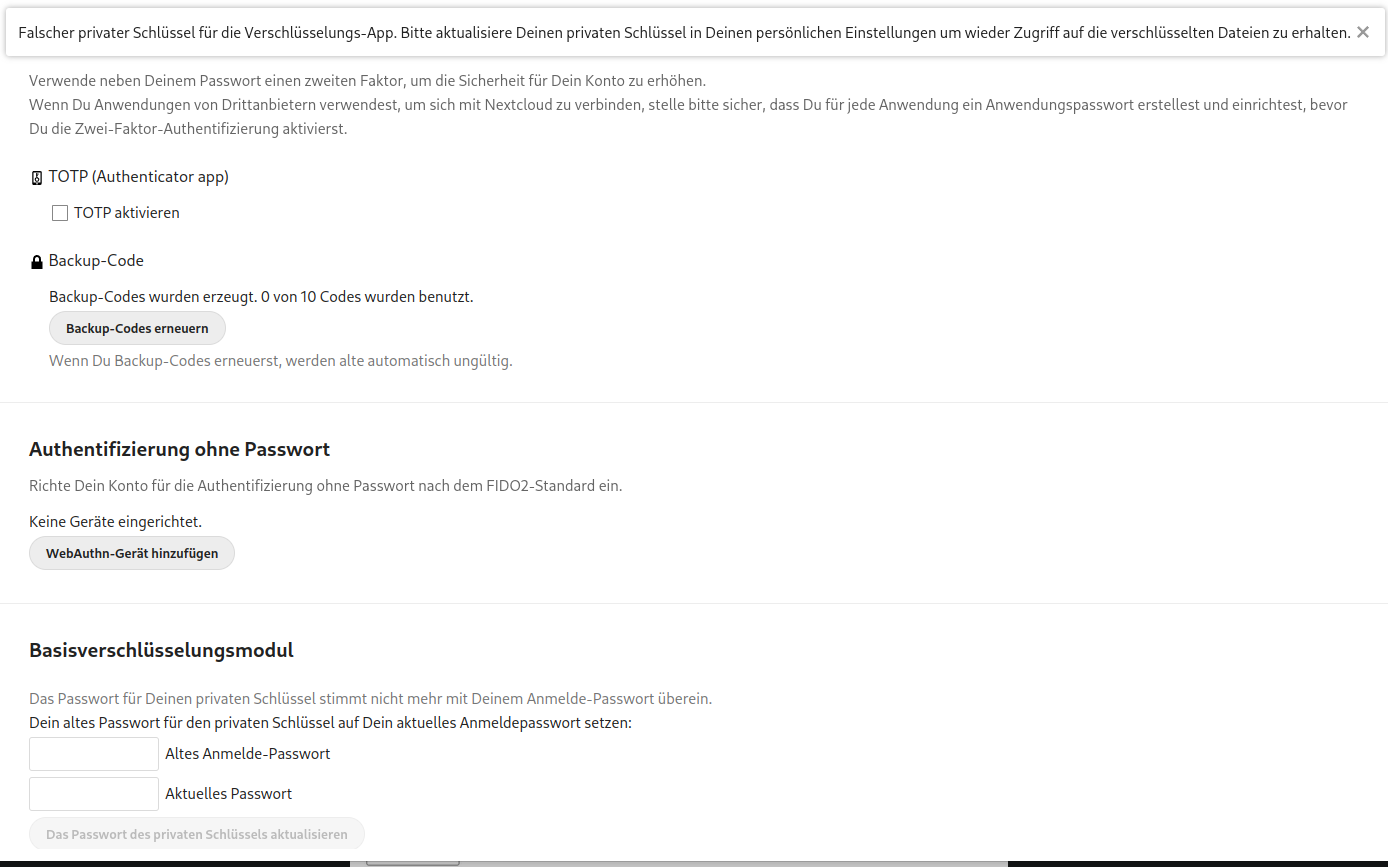 Falscher privater Schlüssel für die Verschlüsselungs-App. Bitte aktualisiere Deinen privaten Schlüssel in Deinen persönlichen Einstellungen um wieder Zugriff auf die verschlüsselten Dateien zu erhalten. ✕
Verwende neben Deinem Passwort einen zweiten Faktor, um die Sicherheit für Dein Konto zu erhöhen.
Wenn Du Anwendungen von Drittanbietern verwendest, um sich mit Nextcloud zu verbinden, stelle bitte sicher, dass Du für jede Anwendung ein Anwendungspasswort erstellest und einrichtest, bevor
Du die Zwei-Faktor-Authentifizierung aktivierst.
TOTP (Authenticator app)
TOTP aktivieren
Backup-Code
Backup-Codes wurden erzeugt. 0 von 10 Codes wurden benutzt.
Backup-Codes erneuern
Wenn Du Backup-Codes erneuerst, werden alte automatisch ungültig.
Authentifizierung ohne Passwort
Richte Dein Konto für die Authentifizierung ohne Passwort nach dem FIDO2-Standard ein.
Keine Geräte eingerichtet.
WebAuthn-Gerät hinzufügen
Basisverschlüsselungsmodul
Das Passwort für Deinen privaten Schlüssel stimmt nicht mehr mit Deinem Anmelde-Passwort überein.
Dein altes Passwort für den privaten Schlüssel auf Dein aktuelles Anmeldepasswort setzen:
Altes Anmelde-Passwort
Aktuelles Passwort
Das Passwort des privaten Schlüssels aktualisieren